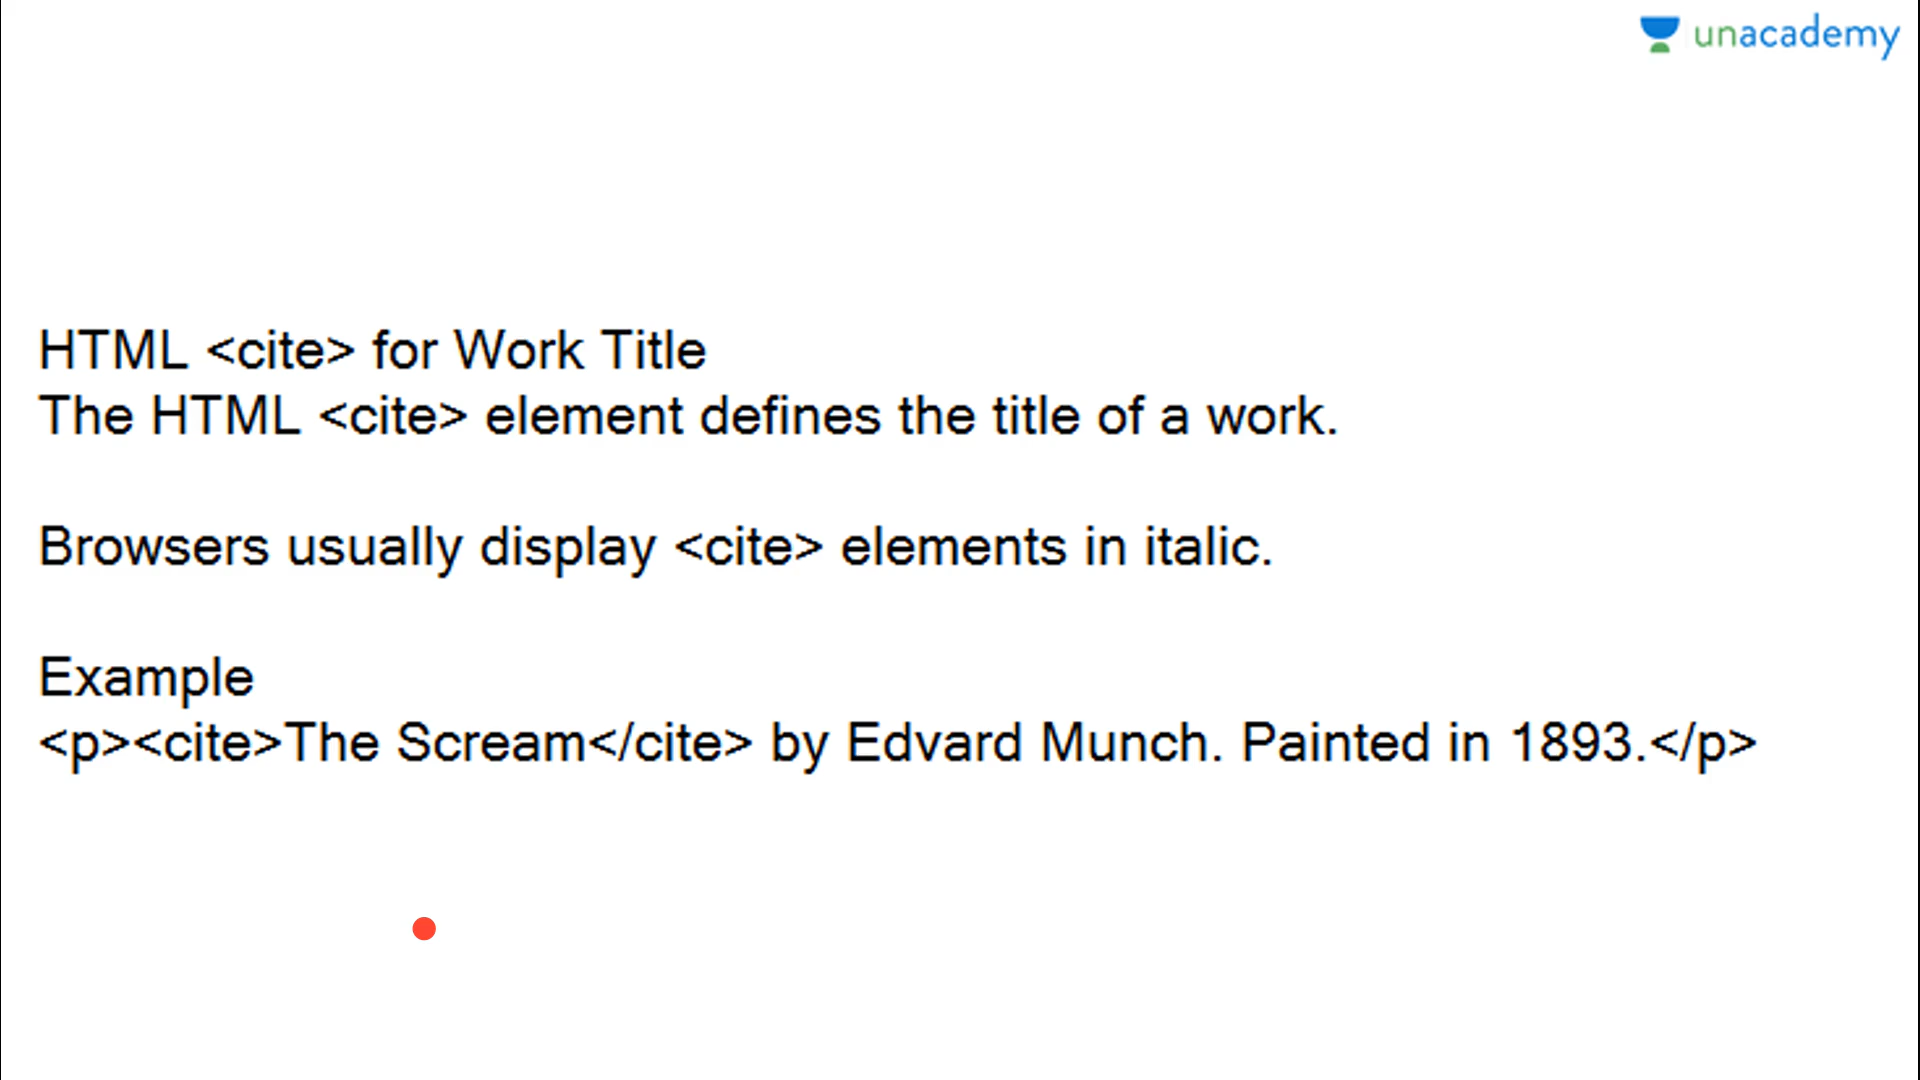 unacademy
HTML <cite> for Work Title
The HTML <cite> element defines the title of a work.
Browsers usually display <cite> elements in italic.
Example
<p><cite>The Scream</cite> by Edvard Munch. Painted in 1893.</p>